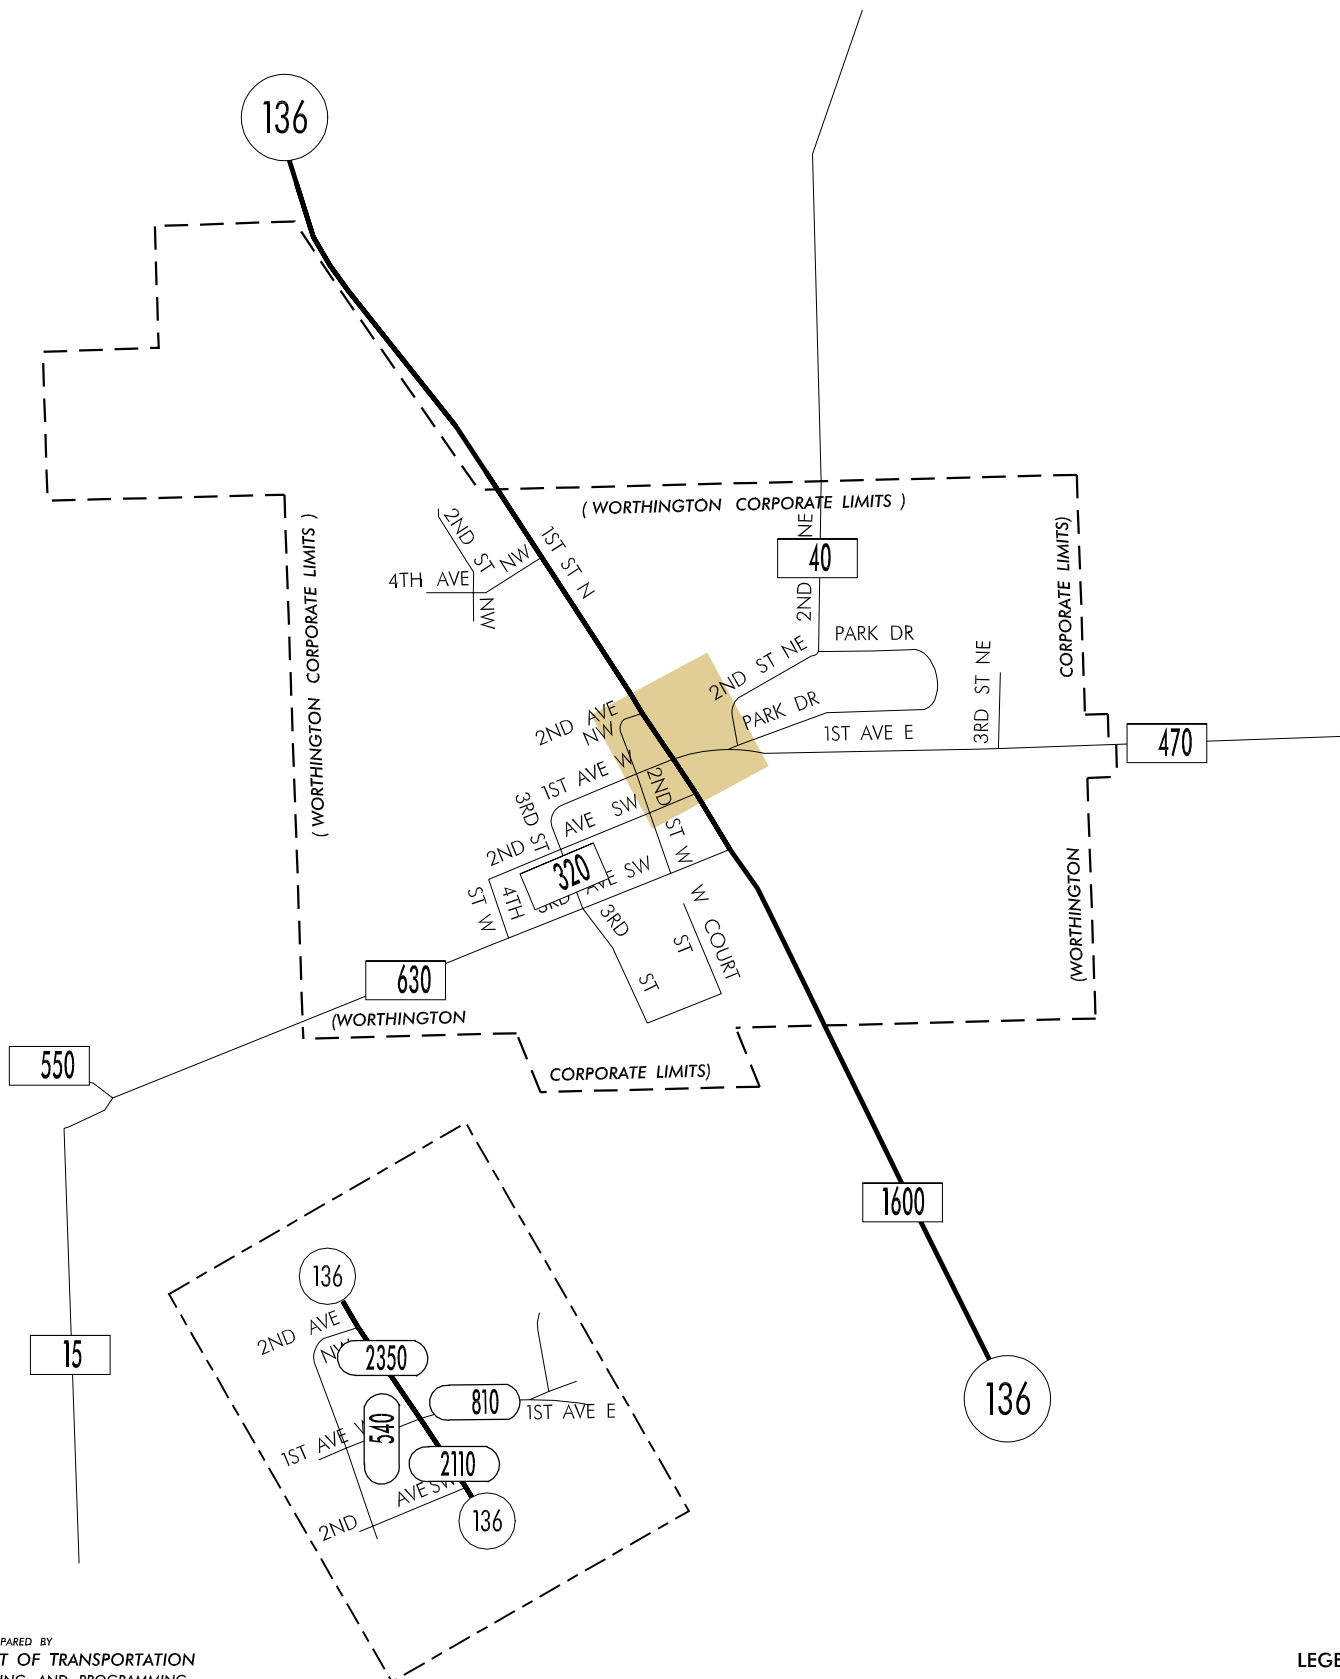 136
( WORTHINGTON CORPORATE LIMITS )
2ND ST NW
1ST ST N
4TH AVE NW
2ND NE
40
( WORTHINGTON CORPORATE LIMITS )
CORPORATE LIMITS)
PARK DR
2ND ST NE
3RD ST NE
2ND AVE NW
PARK DR
1ST AVE E
470
1ST AVE W
2ND ST W
3RD ST
2ND AVE SW
320
3RD AVE SW
4TH ST W
3RD ST
W COURT ST
(WORTHINGTON
630
(WORTHINGTON
CORPORATE LIMITS)
550
1600
136
2ND AVE NW
2350
15
810
1ST AVE E
136
540
1ST AVE W
2110
2ND AVE SW
136
PARED BY
T OF TRANSPORTATION
ING AND PROGRAMMING
LEGE